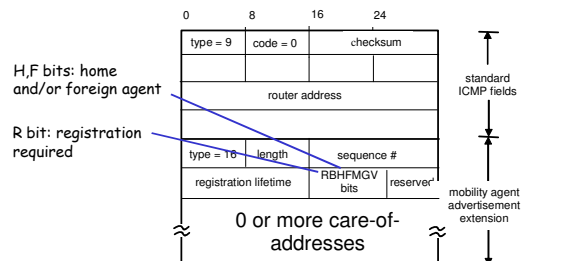 0 8 16 24
type = 9 code = 0 checksum
H,F bits: home
and/or foreign agent
standard
ICMP fields
router address
R bit: registration
required
type = 16 length sequence #
registration lifetime RBHFMGV
bits reserved
mobility agent
advertisement
extension
0 or more care-of-
addresses